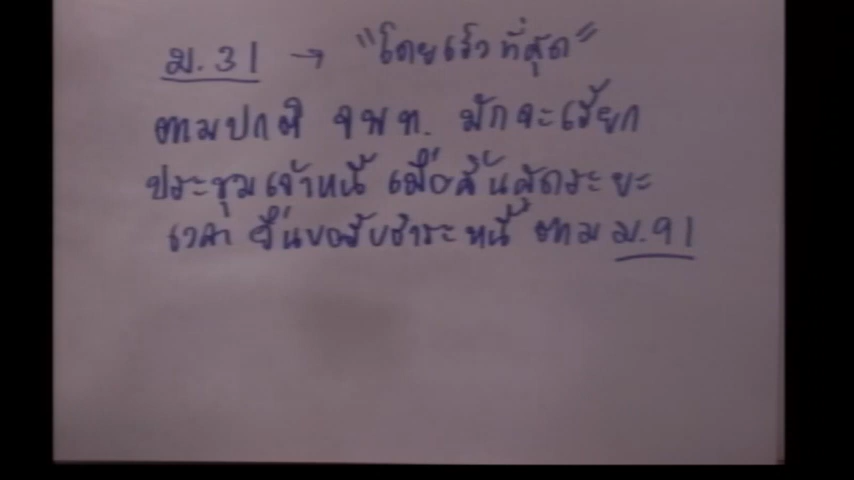 ม.31 → "โดยเร็วที่สุด"
ตามปกติ จพท. มักจะเรียก
ประชุมเจ้าหนี้ เมื่อสิ้นสุดระยะ
เวลา ยื่นขอรับชำระหนี้ ตาม ม.91